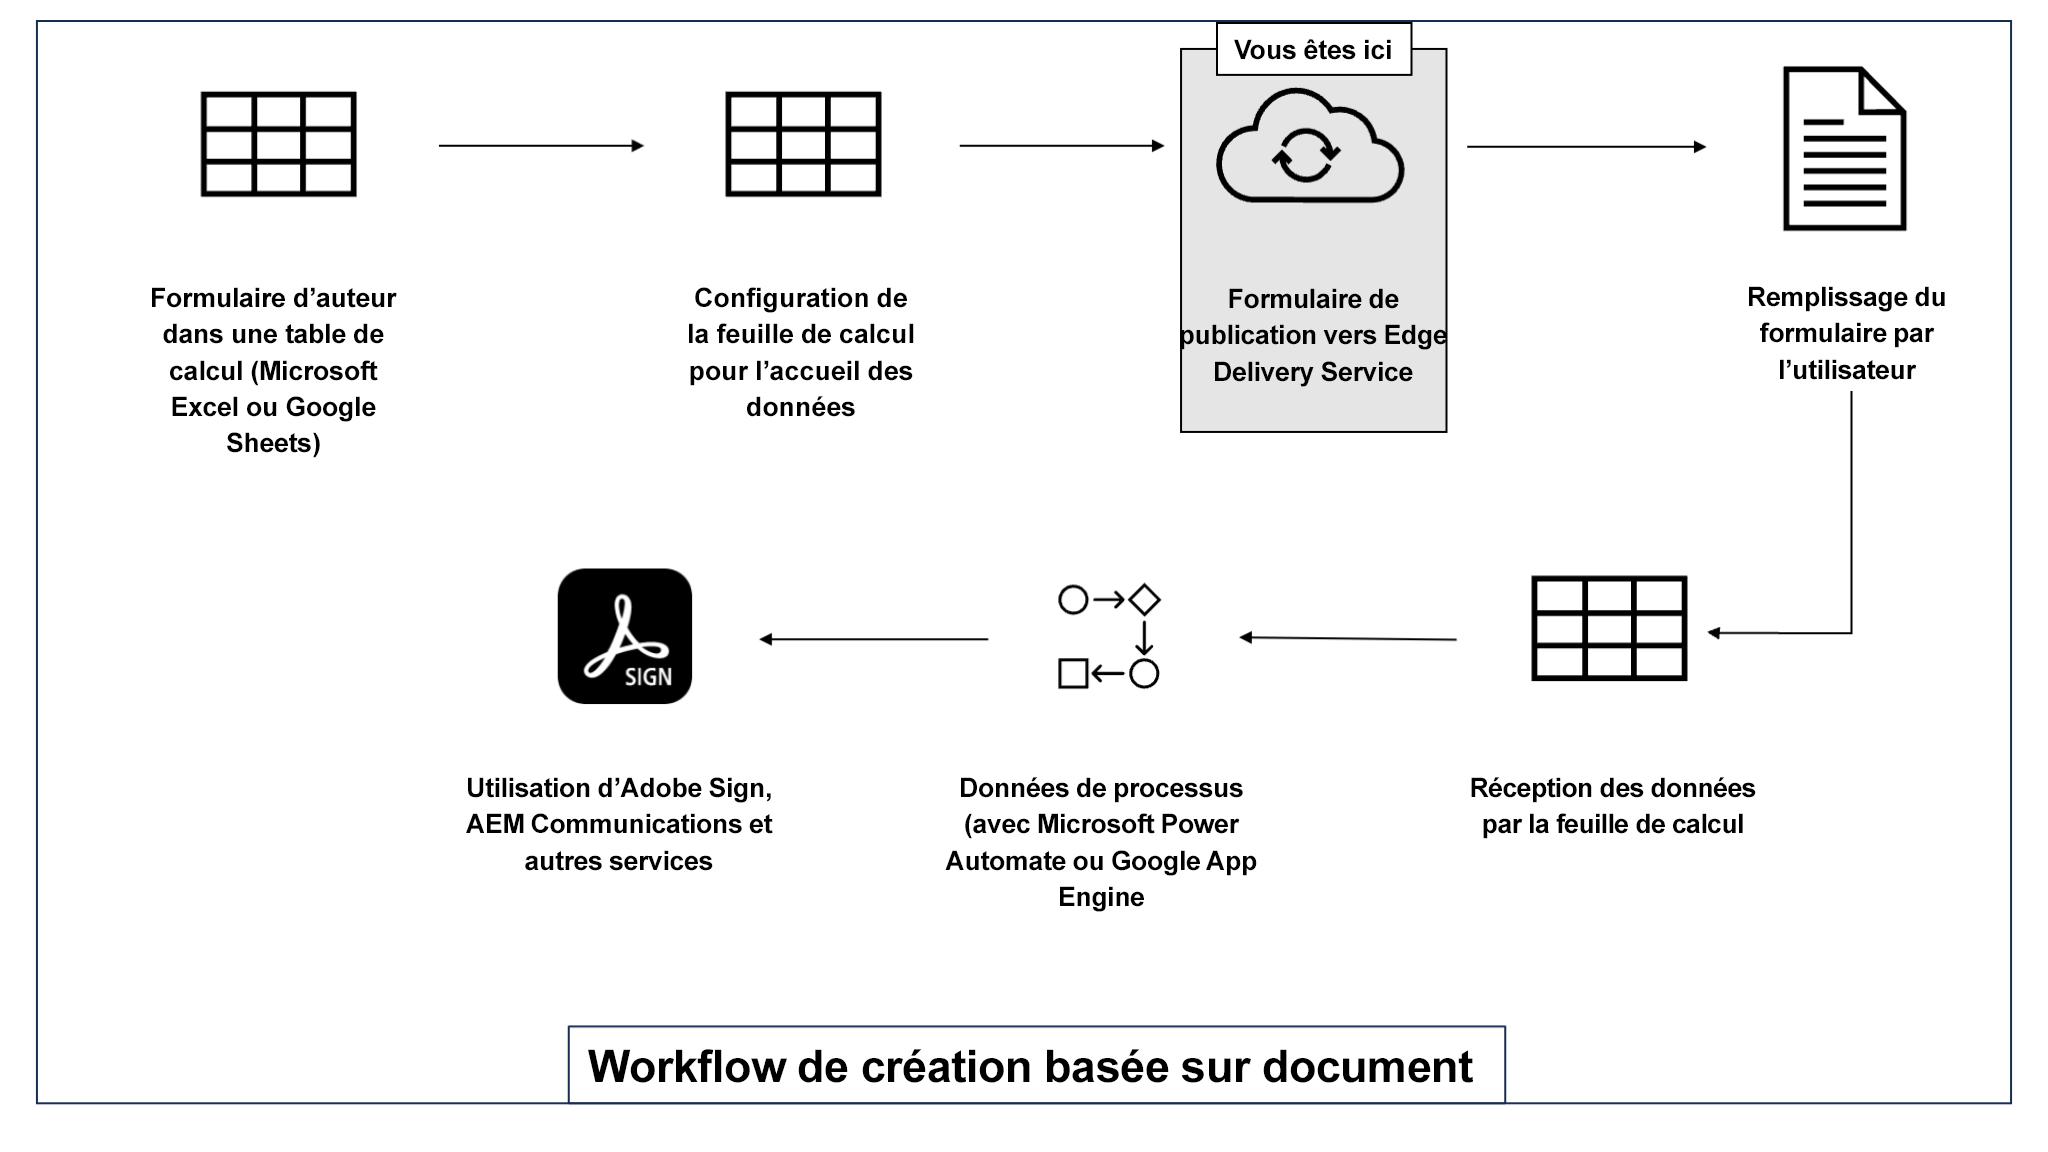 Vous êtes ici
Formulaire d’auteur
dans une table de
calcul (Microsoft
Excel ou Google
Sheets)
Configuration de
la feuille de calcul
pour l’accueil des
données
Formulaire de
publication vers Edge
Delivery Service
Remplissage du
formulaire par
l’utilisateur
SIGN
Utilisation d’Adobe Sign,
AEM Communications et
autres services
Données de processus
(avec Microsoft Power
Automate ou Google App
Engine
Réception des données
par la feuille de calcul
Workflow de création basée sur document